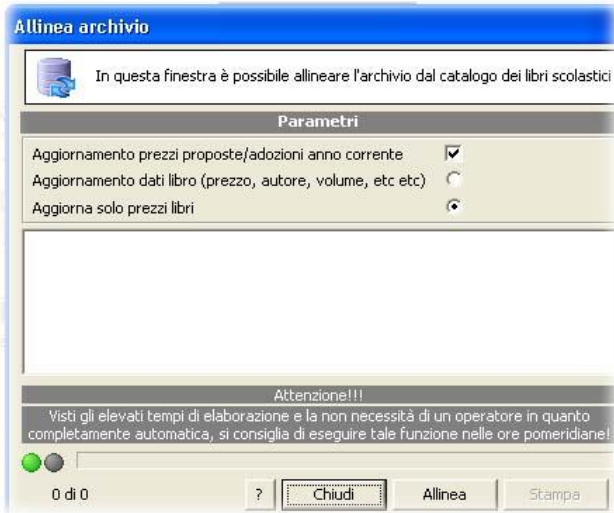 Allinea archivio
In questa finestra è possibile allineare l'archivio dal catalogo dei libri scolastici
Parametri
Aggiornamento prezzi proposte/adozioni anno corrente
Aggiornamento dati libro (prezzo, autore, volume, etc etc)
Aggiorna solo prezzi libri
Attenzione!!!
Visti gli elevati tempi di elaborazione e la non necessità di un operatore in quanto
completamente automatica, si consiglia di eseguire tale funzione nelle ore pomeridiane!
0 di 0 ? Chiudi Allinea Stampa